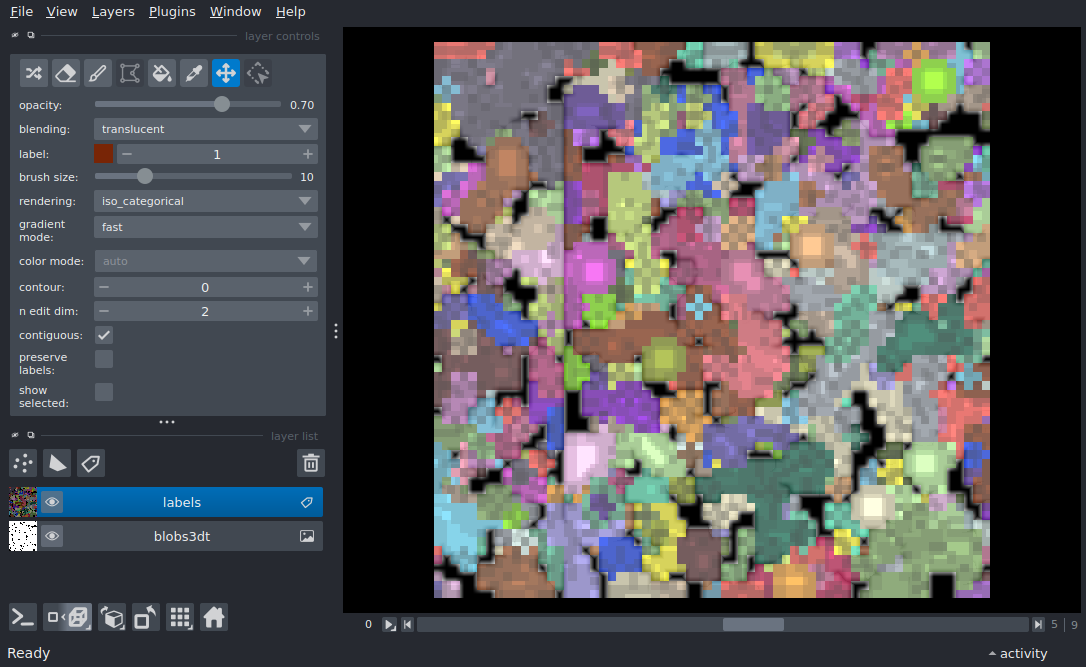 File View Layers Plugins Window Help
layer controls
opacity: 0.70
blending: translucent
label: 1
brush size: 10
rendering: iso_categorical
gradient
mode: fast
color mode: auto
contour: 0
n edit dim: 2
contiguous:
preserve
labels:
show
selected:
layer list
labels
blobs3dt
0 5 | 9
Ready activity